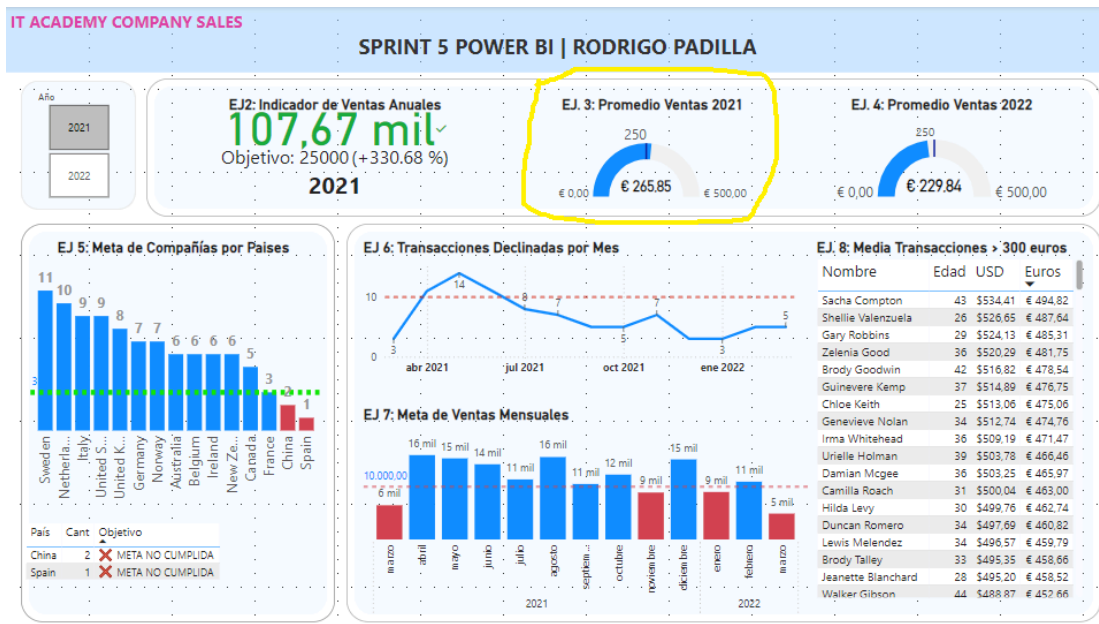 IT ACADEMY COMPANY SALES
SPRINT 5 POWER BI | RODRIGO PADILLA
Año
2021
2022
EJ2: Indicador de Ventas Anuales
107,67 mil
Objetivo: 25000 (+330.68 %)
2021
EJ. 3: Promedio Ventas 2021
250
€ 0,00
€ 265,85
€ 500,00
EJ. 4: Promedio Ventas 2022
250
€ 0,00
€ 229,84
€ 500,00
EJ 5: Meta de Compañías por Paises
11
10
9
9
8
7
7
6
6
6
6
5
3
2
1
3
Sweden
Netherla...
Italy
United S...
United K...
Germany
Norway
Australia
Belgium
Ireland
New Ze...
Canada
France
China
Spain
País Cant Objetivo
China 2 META NO CUMPLIDA
Spain 1 META NO CUMPLIDA
EJ 6: Transacciones Declinadas por Mes
10
0
3
14
8
7
5
7
3
5
abr 2021
jul 2021
oct 2021
ene 2022
EJ 7: Meta de Ventas Mensuales
10.000,00
6 mil
16 mil
15 mil
14 mil
11 mil
16 mil
11 mil
12 mil
9 mil
15 mil
9 mil
11 mil
5 mil
marzo
abril
mayo
junio
julio
agosto
septiem...
octubre
noviembre
diciembre
enero
febrero
marzo
2021
2022
EJ. 8: Media Transacciones > 300 euros
Nombre Edad USD Euros
Sacha Compton 43 $534,41 € 494,82
Shellie Valenzuela 26 $526,65 € 487,64
Gary Robbins 29 $524,13 € 485,31
Zelenia Good 36 $520,29 € 481,75
Brody Goodwin 42 $516,82 € 478,54
Guinevere Kemp 37 $514,89 € 476,75
Chloe Keith 25 $513,06 € 475,06
Genevieve Nolan 34 $512,74 € 474,76
Irma Whitehead 36 $509,19 € 471,47
Urielle Holman 39 $503,78 € 466,46
Damian Mcgee 36 $503,25 € 465,97
Camilla Roach 31 $500,04 € 463,00
Hilda Levy 30 $499,76 € 462,74
Duncan Romero 34 $497,69 € 460,82
Lewis Melendez 34 $496,57 € 459,79
Brody Talley 33 $495,35 € 458,66
Jeanette Blanchard 28 $495,20 € 458,52
Walker Gibson 44 $488,87 € 452,66